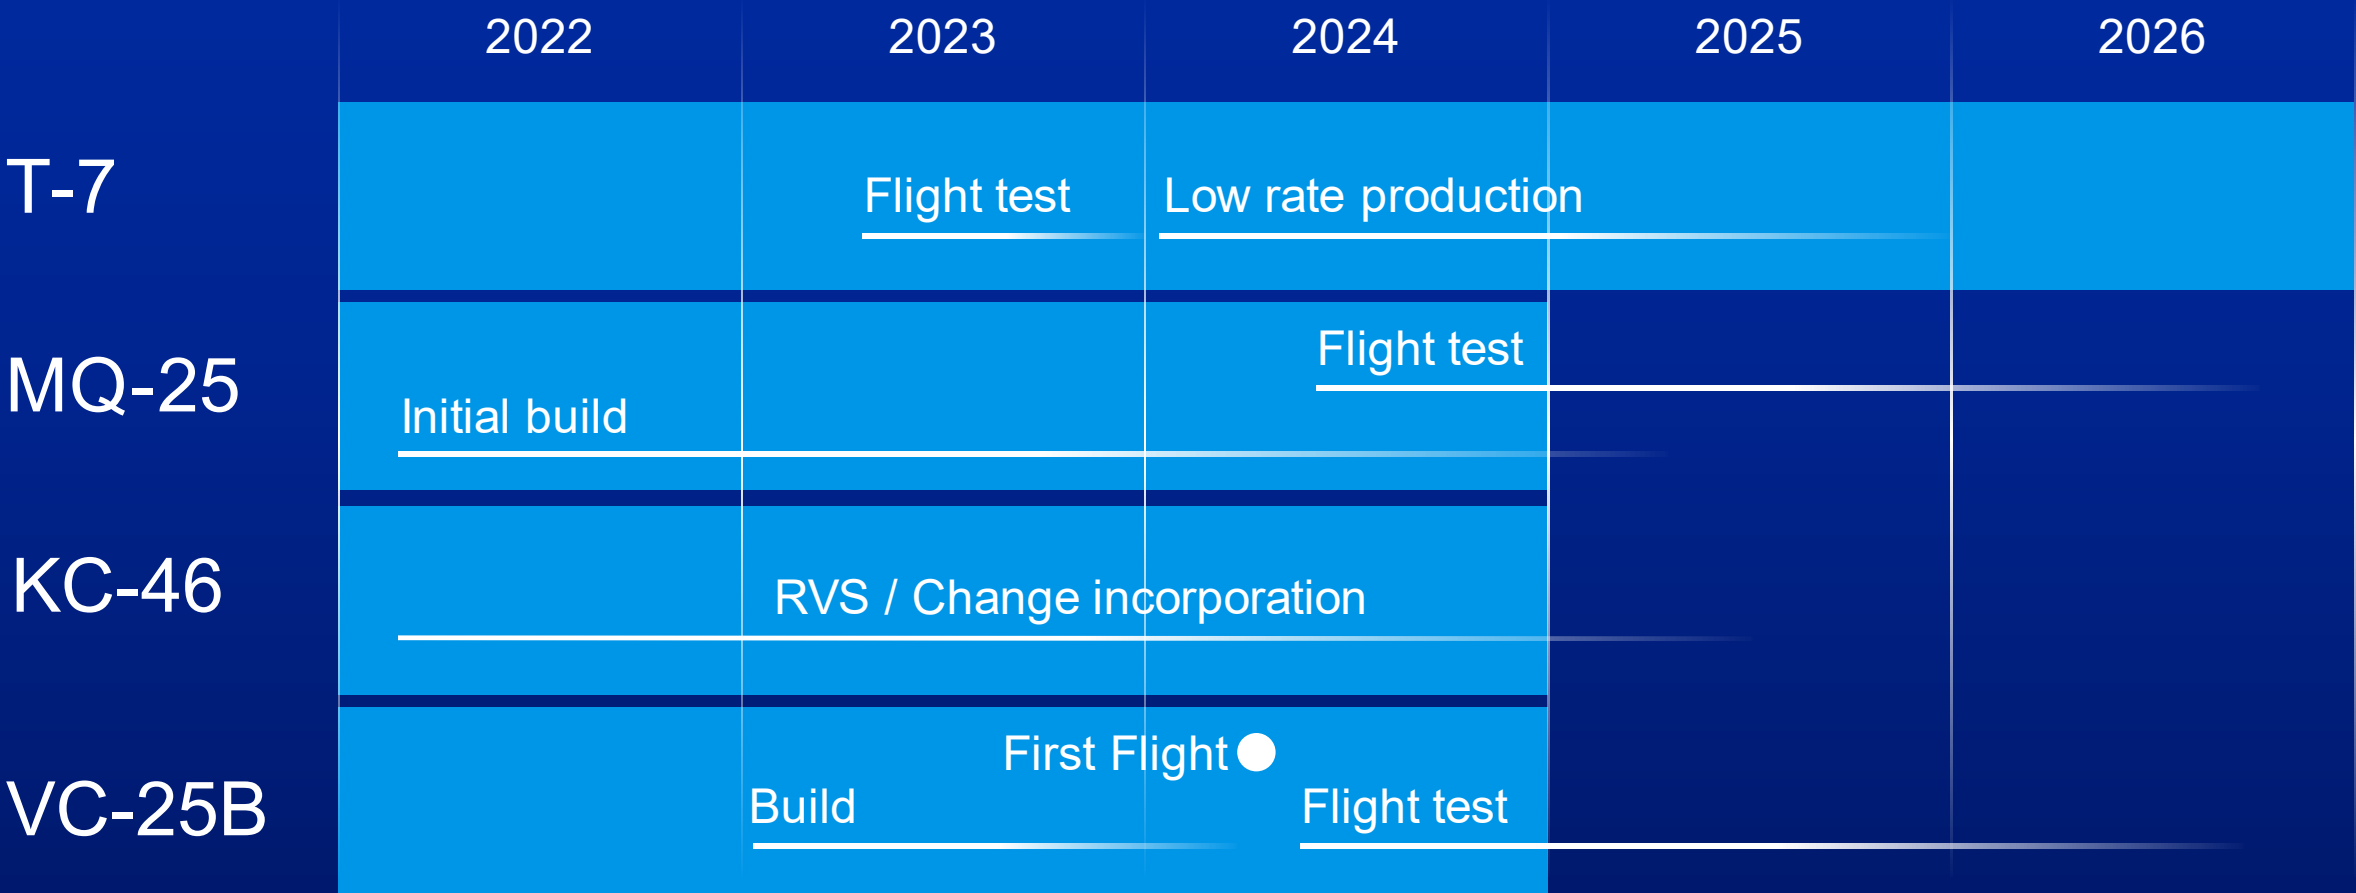 2022 2023 2024 2025 2026
T-7
Flight test Low rate production
MQ-25
Flight test
Initial build
KC-46
RVS / Change incorporation
VC-25B
First Flight
Build Flight test